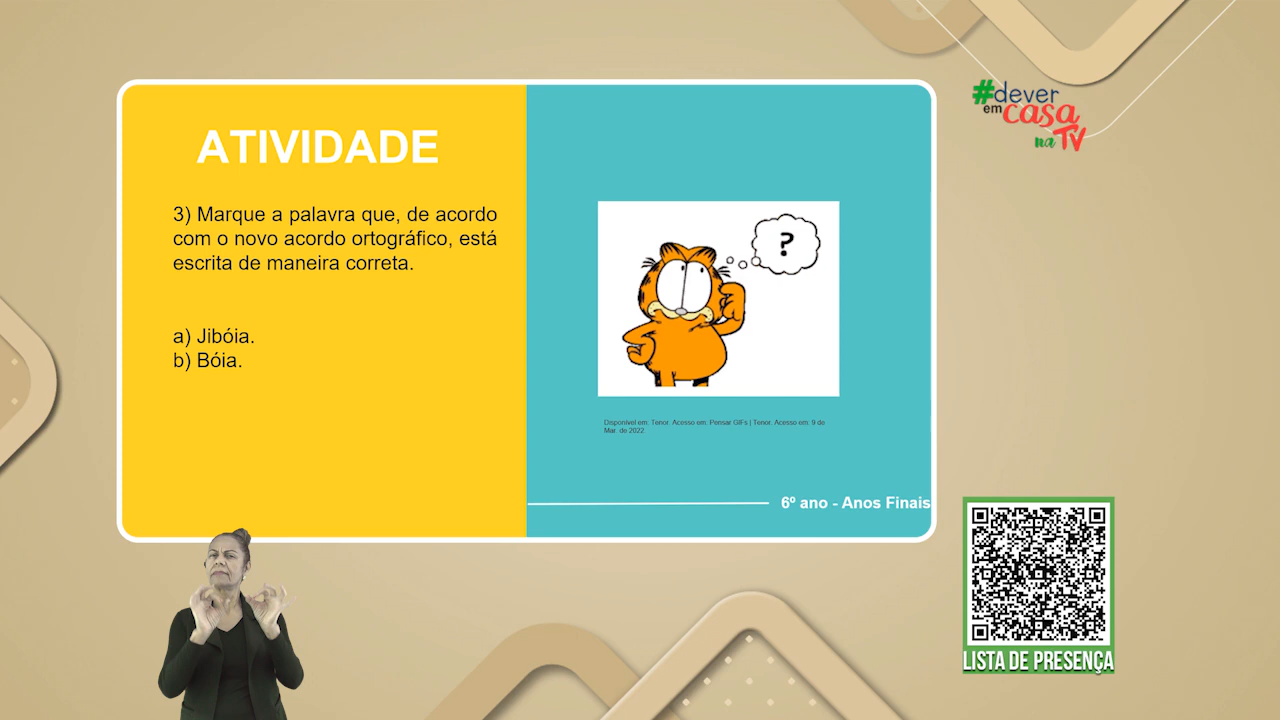 #dever
em casa
na TV
ATIVIDADE
3) Marque a palavra que, de acordo
com o novo acordo ortográfico, está
escrita de maneira correta.
a) Jibóia.
b) Bóia.
?
Disponível em: Tenor. Acesso em: Pensar GIFs | Tenor. Acesso em: 9 de
Mar. de 2022
6º ano - Anos Finais
LISTA DE PRESENÇA